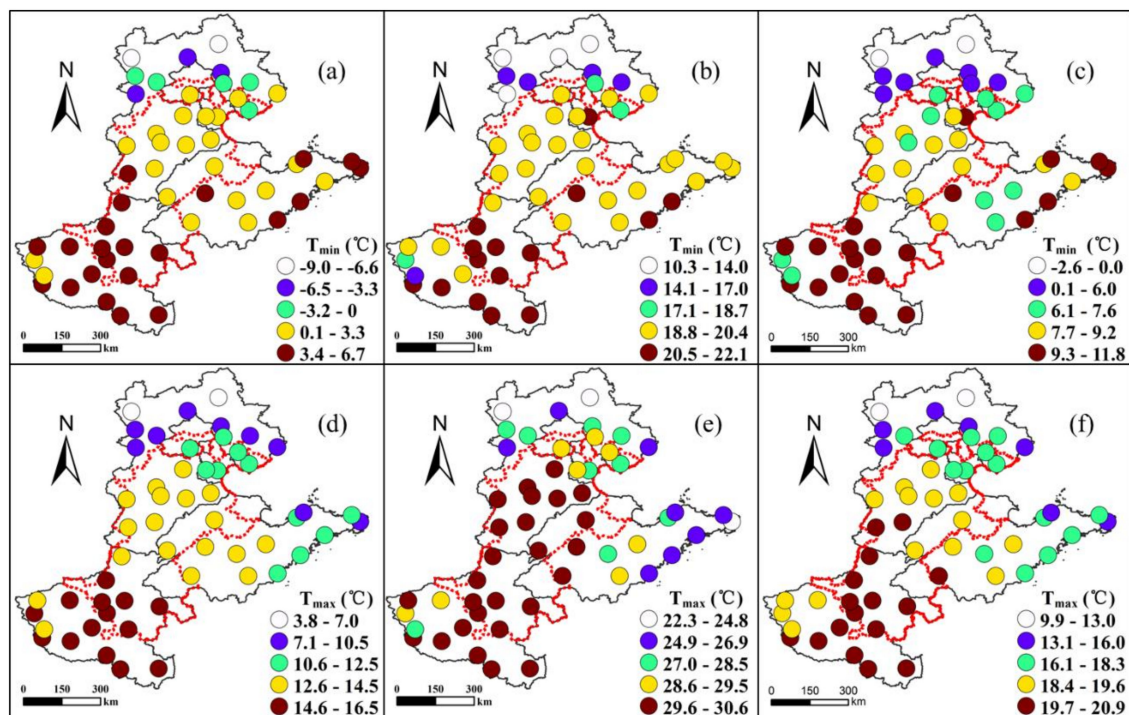 N
(a)
T min (℃)
-9.0 - -6.6
-6.5 - -3.3
-3.2 - 0
0.1 - 3.3
3.4 - 6.7
0 150 300
km
N
(b)
T min (℃)
10.3 - 14.0
14.1 - 17.0
17.1 - 18.7
18.8 - 20.4
20.5 - 22.1
0 150 300
km
N
(c)
T min (℃)
-2.6 - 0.0
0.1 - 6.0
6.1 - 7.6
7.7 - 9.2
9.3 - 11.8
0 150 300
km
N
(d)
T max (℃)
3.8 - 7.0
7.1 - 10.5
10.6 - 12.5
12.6 - 14.5
14.6 - 16.5
0 150 300
km
N
(e)
T max (℃)
22.3 - 24.8
24.9 - 26.9
27.0 - 28.5
28.6 - 29.5
29.6 - 30.6
0 150 300
km
N
(f)
T max (℃)
9.9 - 13.0
13.1 - 16.0
16.1 - 18.3
18.4 - 19.6
19.7 - 20.9
0 150 300
km